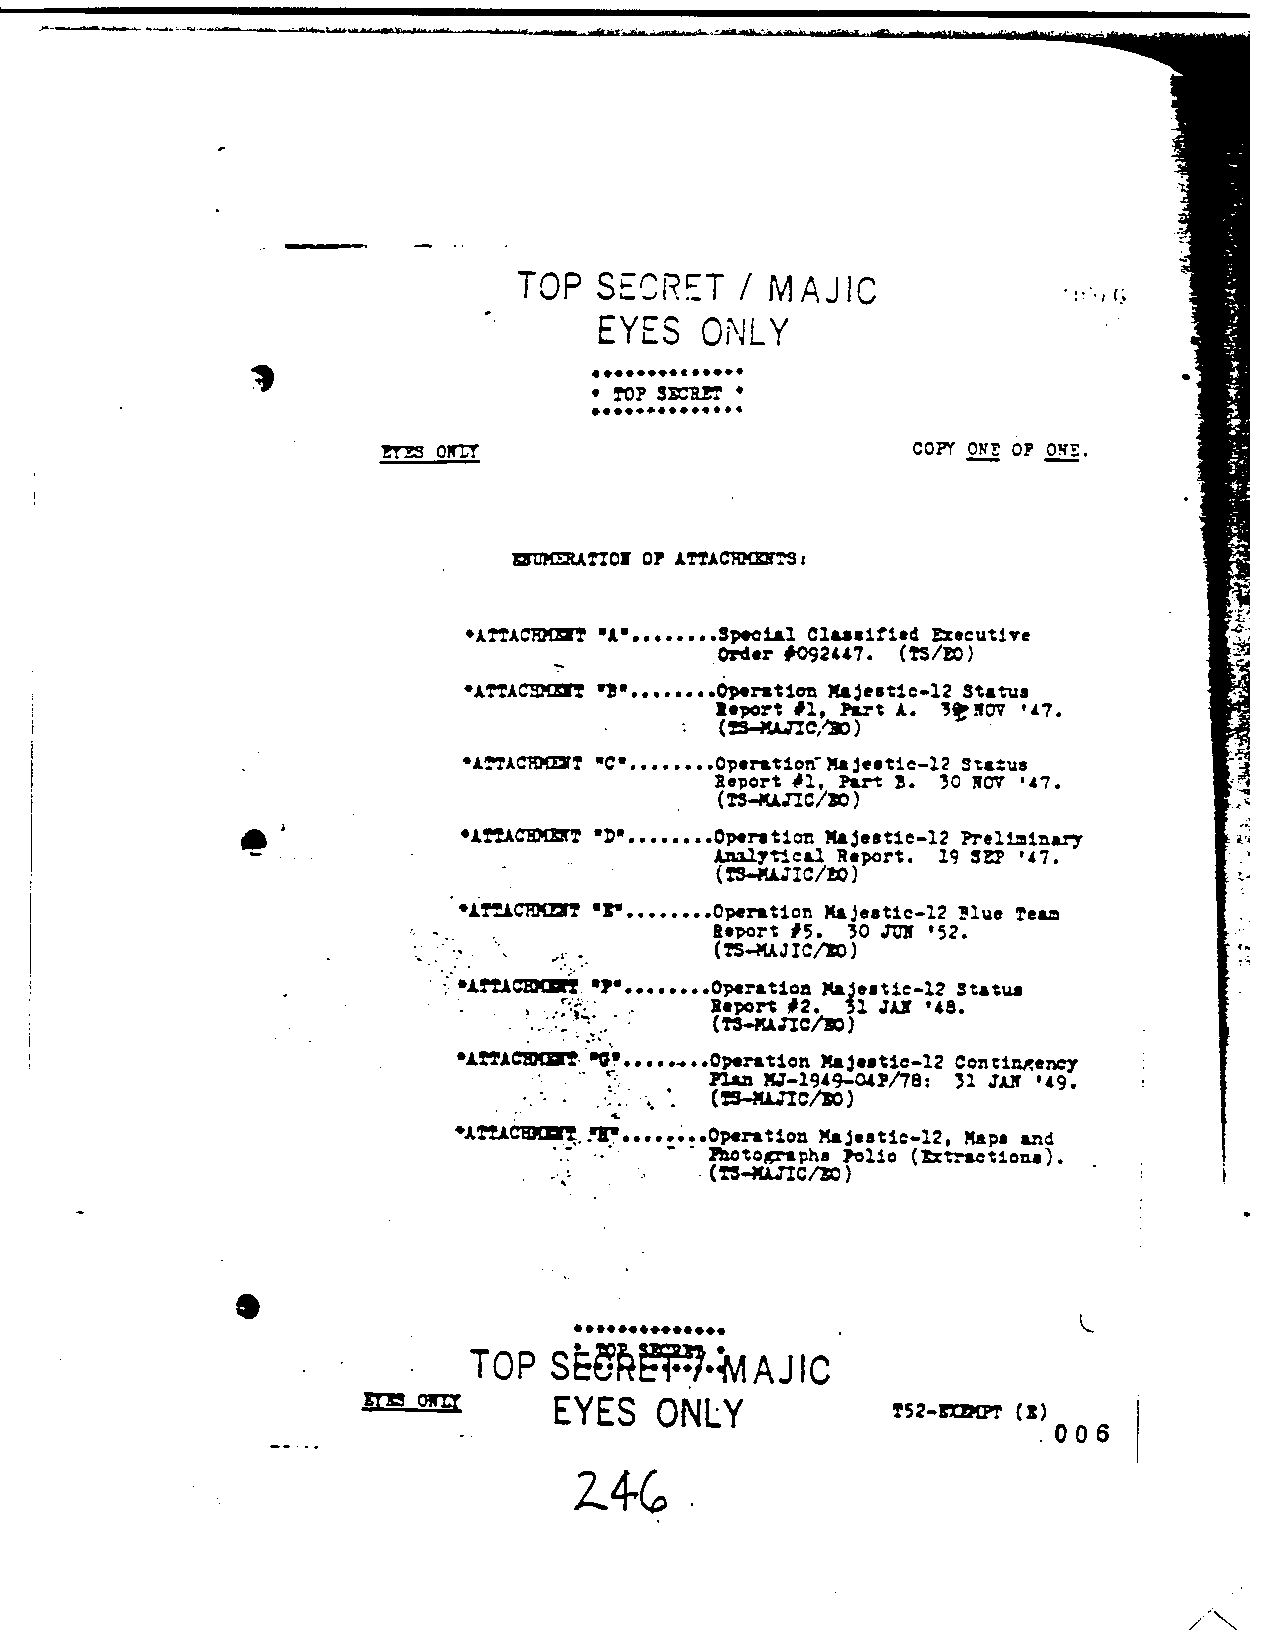 TOP SECRET / MAJIC
EYES ONLY
**************
* TOP SECRET *
**************
EYES ONLY
COPY ONE OF ONE.
ENUMERATION OF ATTACHMENTS:
*ATTACHMENT "A"........Special Classified Executive
Order #092447. (TS/EO)
*ATTACHMENT "B"........Operation Majestic-12 Status
Report #1, Part A. 30 NOV '47.
(TS-MAJIC/EO)
*ATTACHMENT "C"........Operation Majestic-12 Status
Report #1, Part B. 30 NOV '47.
(TS-MAJIC/EO)
*ATTACHMENT "D"........Operation Majestic-12 Preliminary
Analytical Report. 19 SEP '47.
(TS-MAJIC/EO)
*ATTACHMENT "E"........Operation Majestic-12 Blue Team
Report #5. 30 JUN '52.
(TS-MAJIC/EO)
*ATTACHMENT "F"........Operation Majestic-12 Status
Report #2. 31 JAN '48.
(TS-MAJIC/EO)
*ATTACHMENT "G"........Operation Majestic-12 Contingency
Plan MJ-1949-04P/78: 31 JAN '49.
(TS-MAJIC/EO)
*ATTACHMENT "H"........Operation Majestic-12, Maps and
Photographs Folio (Extractions).
(TS-MAJIC/EO)
**************
* TOP SECRET *
TOP SECRET / MAJIC
EYES ONLY
EYES ONLY
T52-EXEMPT (E)
006
246